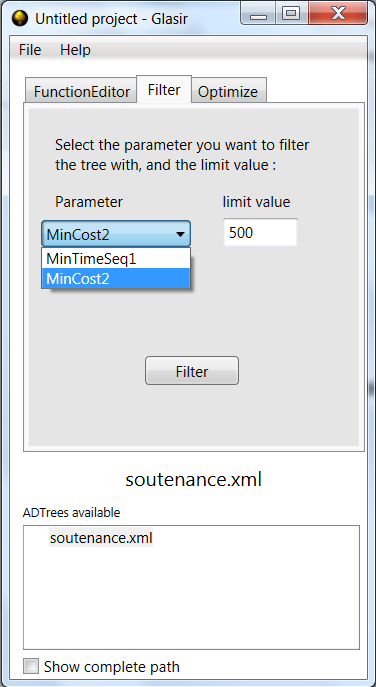 Untitled project - Glasir
File Help
FunctionEditor Filter Optimize
Select the parameter you want to filter
the tree with, and the limit value :
Parameter limit value
MinCost2 500
MinTimeSeq1
MinCost2
Filter
soutenance.xml
ADTrees available
soutenance.xml
Show complete path